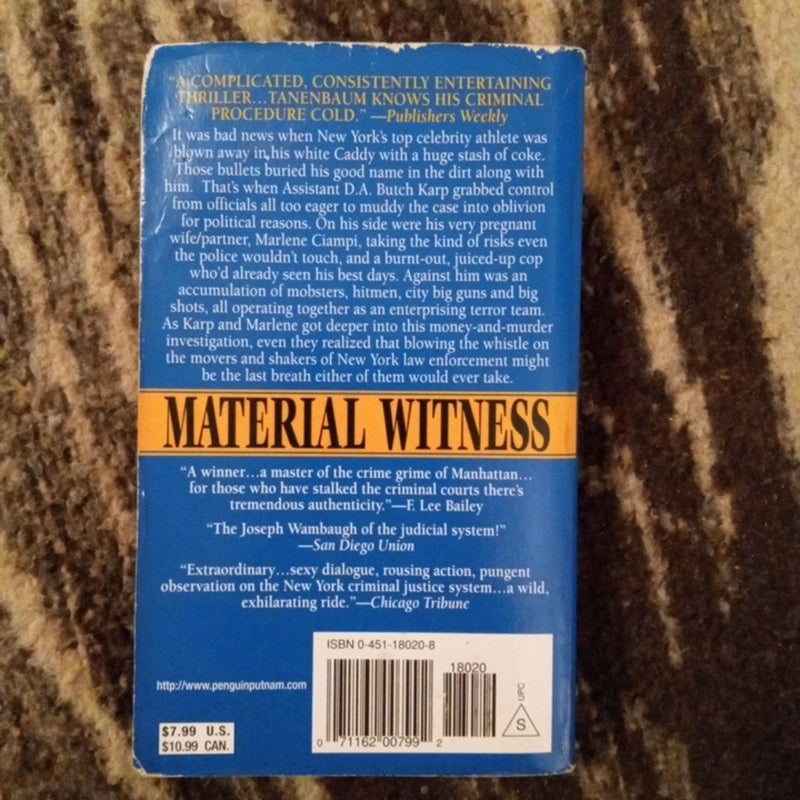 “A COMPLICATED, CONSISTENTLY ENTERTAINING
THRILLER...TANENBAUM KNOWS HIS CRIMINAL
PROCEDURE COLD.” —Publishers Weekly
It was bad news when New York's top celebrity athlete was
blown away in his white Caddy with a huge stash of coke.
Those bullets buried his good name in the dirt along with
him. That's when Assistant D.A. Butch Karp grabbed control
from officials all too eager to muddy the case into oblivion
for political reasons. On his side were his very pregnant
wife/partner, Marlene Ciampi, taking the kind of risks even
the police wouldn't touch, and a burnt-out, juiced-up cop
who'd already seen his best days. Against him was an
accumulation of mobsters, hitmen, city big guns and big
shots, all operating together as an enterprising terror team.
As Karp and Marlene got deeper into this money-and-murder
investigation, even they realized that blowing the whistle on
the movers and shakers of New York law enforcement might
be the last breath either of them would ever take.
MATERIAL WITNESS
“A winner...a master of the crime grime of Manhattan...
for those who have stalked the criminal courts there's
tremendous authenticity.”—F. Lee Bailey
“The Joseph Wambaugh of the judicial system!”
—San Diego Union
“Extraordinary...sexy dialogue, rousing action, pungent
observation on the New York criminal justice system...a wild,
exhilarating ride.”—Chicago Tribune
ISBN 0-451-18020-8
18020
http://www.penguinputnam.com
UPC
S
$7.99 U.S.
$10.99 CAN.
0 71162 00799 2